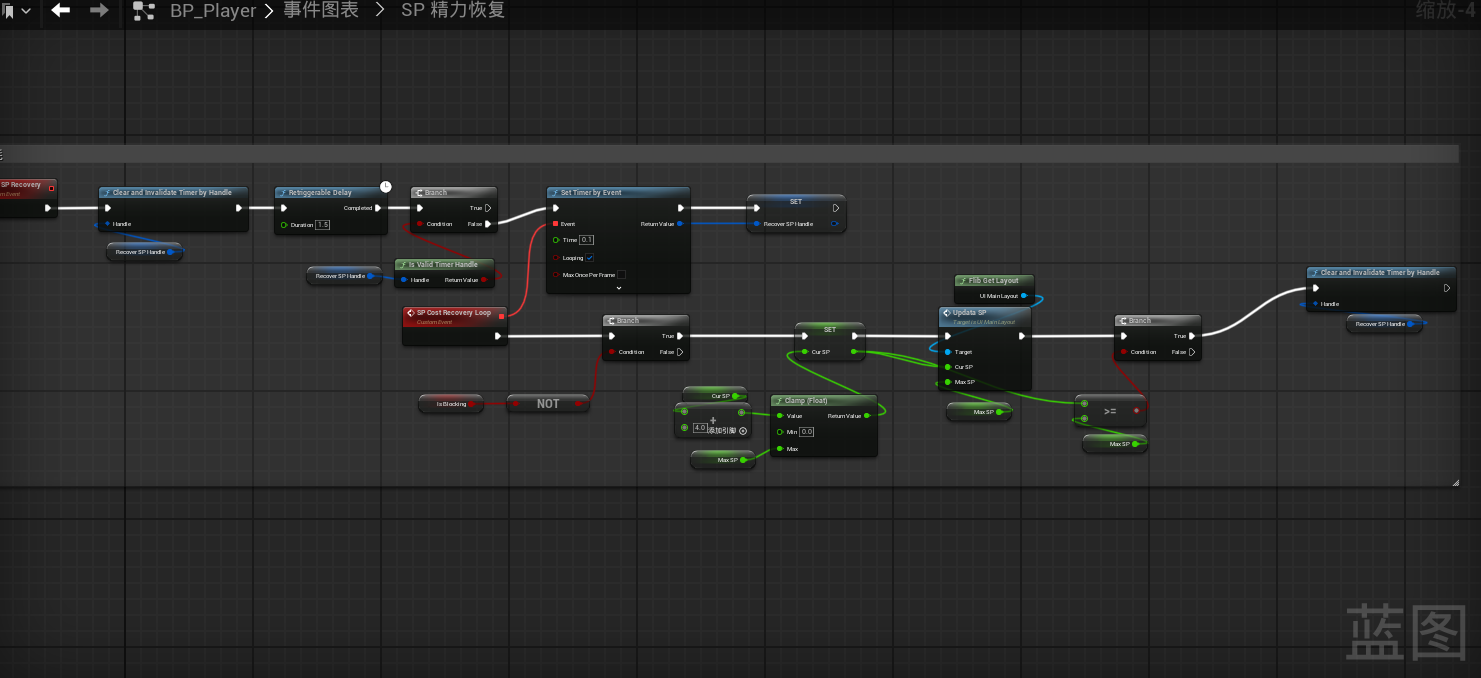 BP_Player > 事件图表 > SP 精力恢复
缩放-4
SP Recovery
Clear and Invalidate Timer by Handle
Handle
Recover SP Handle
Retriggerable Delay
Completed
Duration 1.5
Branch
True
Condition False
Is Valid Timer Handle
Recover SP Handle
Handle Return Value
Set Timer by Event
Event Return Value
Time 0.1
Looping
Max Once Per Frame
SET
Recover SP Handle
SP Cost Recovery Loop
Custom Event
Branch
True
Condition False
Is Blocking
NOT
SET
Cur SP
Cur SP
+
4.0 添加引脚
Max SP
Clamp (Float)
Value Return Value
Min 0.0
Max
Flib Get Layout
UI Main Layout
Updata SP
Target is UI Main Layout
Target
Cur SP
Max SP
Max SP
Branch
True
Condition False
>=
Max SP
Clear and Invalidate Timer by Handle
Handle
Recover SP Handle
蓝图